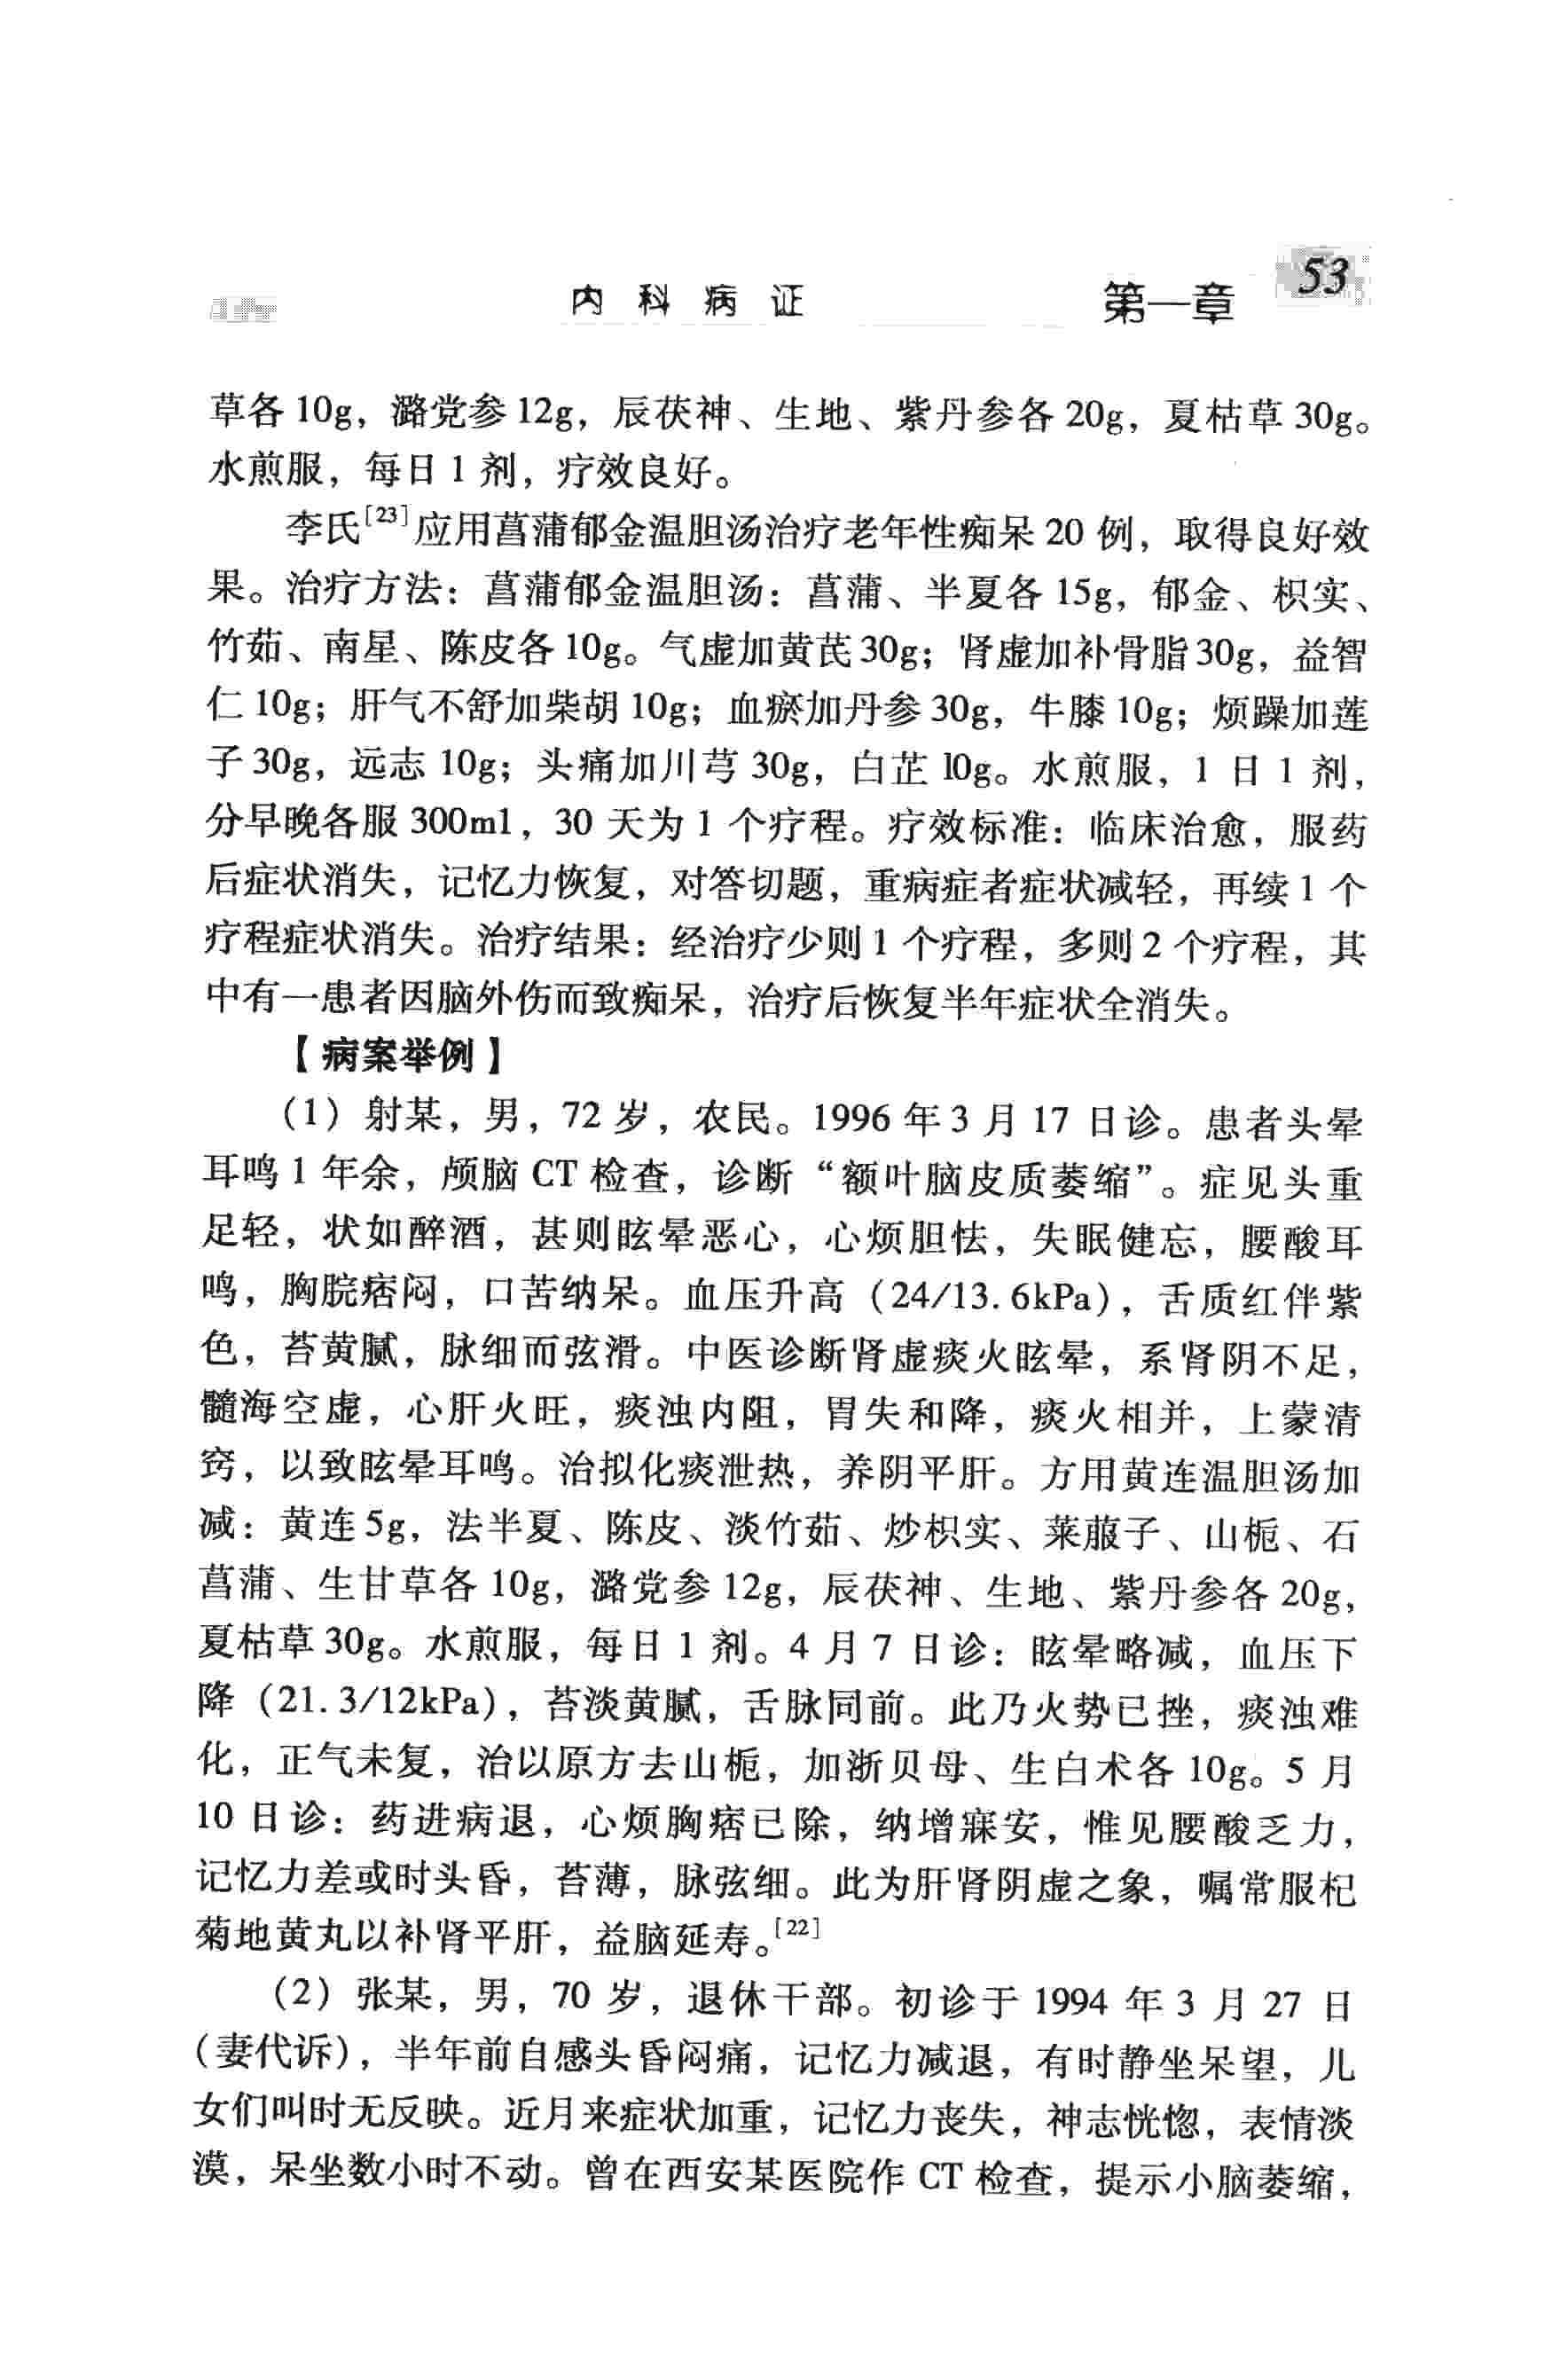 内科病证 第一章 53
草各 10g，潞党参 12g，辰茯神、生地、紫丹参各 20g，夏枯草 30g。
水煎服，每日 1 剂，疗效良好。
李氏[23]应用菖蒲郁金温胆汤治疗老年性痴呆 20 例，取得良好效
果。治疗方法：菖蒲郁金温胆汤：菖蒲、半夏各 15g，郁金、枳实、
竹茹、南星、陈皮各 10g。气虚加黄芪 30g；肾虚加补骨脂 30g，益智
仁 10g；肝气不舒加柴胡 10g；血瘀加丹参 30g，牛膝 10g；烦躁加莲
子 30g，远志 10g；头痛加川芎 30g，白芷 10g。水煎服，1 日 1 剂，
分早晚各服 300ml，30 天为 1 个疗程。疗效标准：临床治愈，服药
后症状消失，记忆力恢复，对答切题，重病症者症状减轻，再续 1 个
疗程症状消失。治疗结果：经治疗少则 1 个疗程，多则 2 个疗程，其
中有一患者因脑外伤而致痴呆，治疗后恢复半年症状全消失。
【病案举例】
（1）射某，男，72 岁，农民。1996 年 3 月 17 日诊。患者头晕
耳鸣 1 年余，颅脑 CT 检查，诊断“额叶脑皮质萎缩”。症见头重
足轻，状如醉酒，甚则眩晕恶心，心烦胆怯，失眠健忘，腰酸耳
鸣，胸脘痞闷，口苦纳呆。血压升高（24/13.6kPa），舌质红伴紫
色，苔黄腻，脉细而弦滑。中医诊断肾虚痰火眩晕，系肾阴不足，
髓海空虚，心肝火旺，痰浊内阻，胃失和降，痰火相并，上蒙清
窍，以致眩晕耳鸣。治拟化痰泄热，养阴平肝。方用黄连温胆汤加
减：黄连 5g，法半夏、陈皮、淡竹茹、炒枳实、莱菔子、山栀、石
菖蒲、生甘草各 10g，潞党参 12g，辰茯神、生地、紫丹参各 20g，
夏枯草 30g。水煎服，每日 1 剂。4 月 7 日诊：眩晕略减，血压下
降（21.3/12kPa），苔淡黄腻，舌脉同前。此乃火势已挫，痰浊难
化，正气未复，治以原方去山栀，加浙贝母、生白术各 10g。5 月
10 日诊：药进病退，心烦胸痞已除，纳增寐安，惟见腰酸乏力，
记忆力差或时头昏，苔薄，脉弦细。此为肝肾阴虚之象，嘱常服杞
菊地黄丸以补肾平肝，益脑延寿。[22]
（2）张某，男，70 岁，退休干部。初诊于 1994 年 3 月 27 日
（妻代诉），半年前自感头昏闷痛，记忆力减退，有时静坐呆望，儿
女们叫时无反映。近月来症状加重，记忆力丧失，神志恍惚，表情淡
漠，呆坐数小时不动。曾在西安某医院作 CT 检查，提示小脑萎缩，